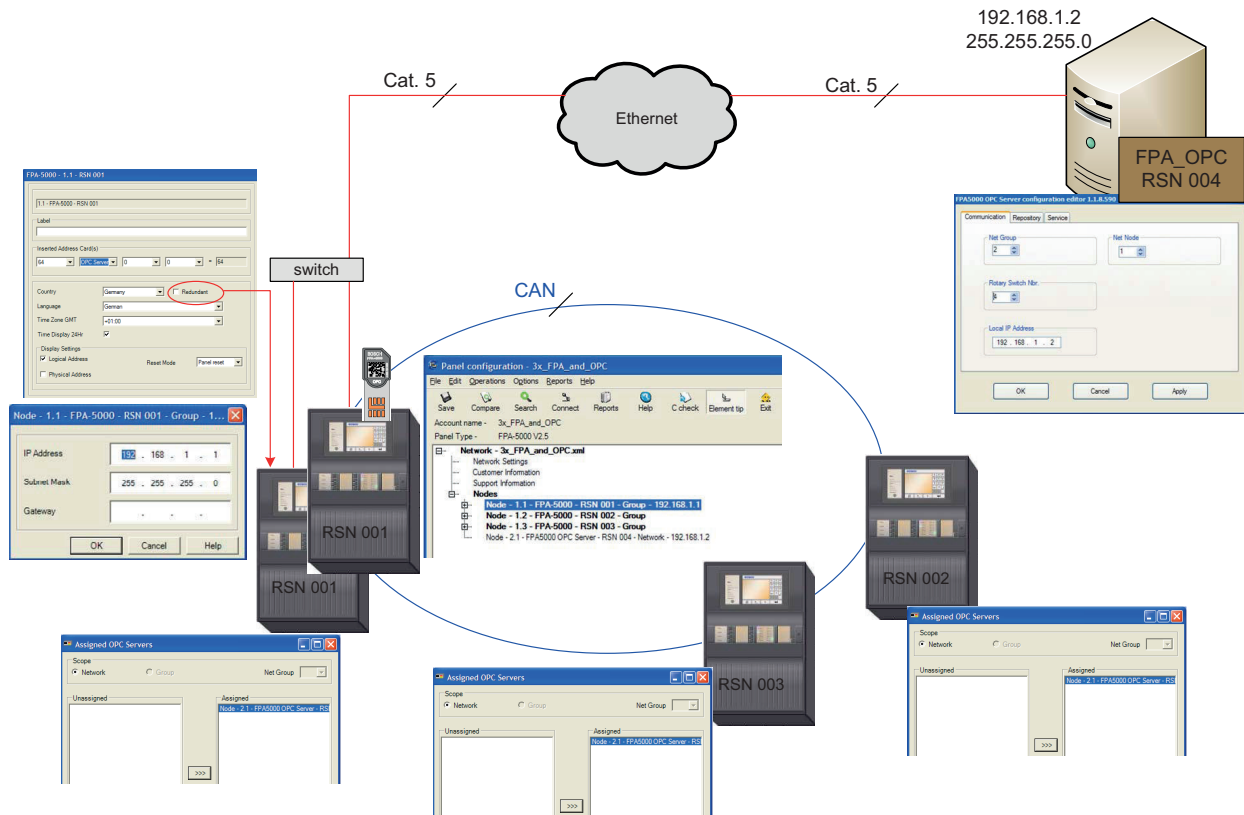 192.168.1.2
255.255.255.0
Cat. 5
Cat. 5
Ethernet
FPA_OPC
RSN 004
FPA-5000 - 1.1 - RSN 001
1.1 - FPA-5000 - RSN 001
Label
Inserted Address Card(s)
64 OPC Server 0 0 = 64
Country Germany Redundant
Language German
Time Zone GMT +01:00
Time Display 24Hr
Display Settings
Logical Address Reset Mode Panel reset
Physical Address
FPA5000 OPC Server configuration editor 1.1.8.590
Communication Repository Service
Net Group Net Node
2 1
Rotary Switch Nbr.
Local IP Address
192 . 168 . 1 . 2
OK Cancel Apply
switch
CAN
Node - 1.1 - FPA-5000 - RSN 001 - Group - 1...
IP Address 192 . 168 . 1 . 1
Subnet Mask 255 . 255 . 255 . 0
Gateway . . .
OK Cancel Help
Panel configuration - 3x_FPA_and_OPC
File Edit Operations Options Reports Help
Save Compare Search Connect Reports Help C.check Element tip Exit
Account name - 3x_FPA_and_OPC
Panel Type - FPA-5000 V2.5
Network - 3x_FPA_and_OPC.xml
Network Settings
Customer Information
Support Information
Nodes
Node - 1.1 - FPA-5000 - RSN 001 - Group - 192.168.1.1
Node - 1.2 - FPA-5000 - RSN 002 - Group
Node - 1.3 - FPA-5000 - RSN 003 - Group
Node - 2.1 - FPA5000 OPC Server - RSN 004 - Network - 192.168.1.2
RSN 001
RSN 001
RSN 002
RSN 003
Assigned OPC Servers
Scope
Network Group Net Group
Unassigned Assigned
Node - 2.1 - FPA5000 OPC Server - RS
>>>
Assigned OPC Servers
Scope
Network Group Net Group
Unassigned Assigned
Node - 2.1 - FPA5000 OPC Server - RS
>>>
Assigned OPC Servers
Scope
Network Group Net Group
Unassigned Assigned
Node - 2.1 - FPA5000 OPC Server - RS
>>>